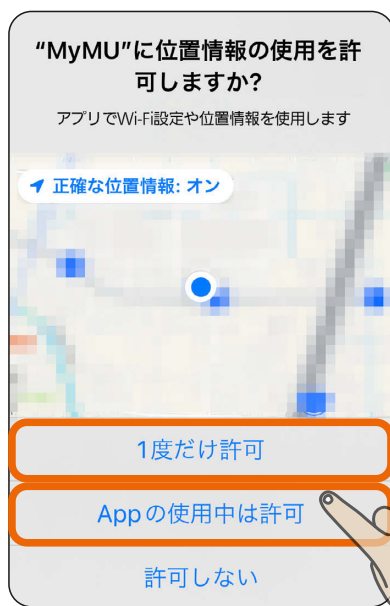 “MyMU”に位置情報の使用を許
可しますか?
アプリでWi-Fi設定や位置情報を使用します
正確な位置情報: オン
1度だけ許可
Appの使用中は許可
許可しない